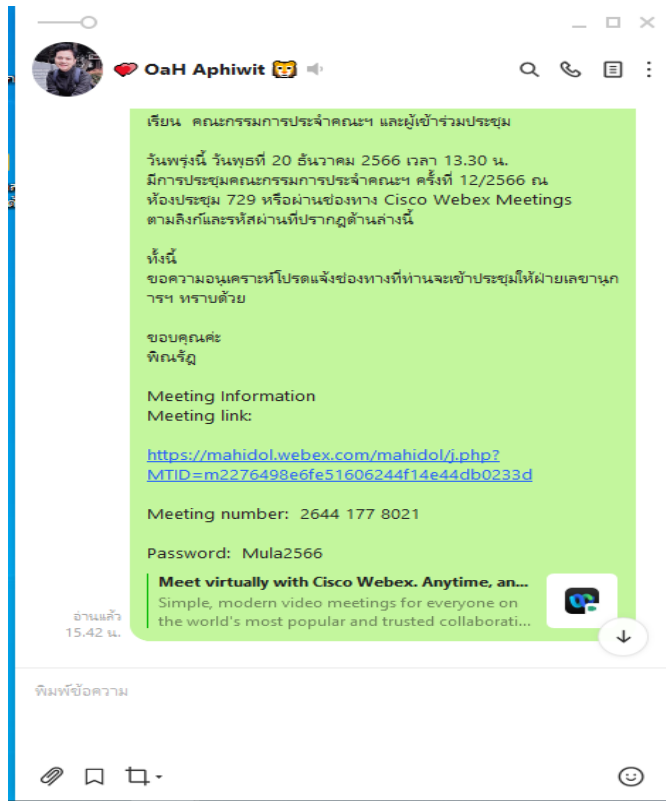 OaH Aphiwit
เรียน คณะกรรมการประจำคณะฯ และผู้เข้าร่วมประชุม
วันพรุ่งนี้ วันพุธที่ 20 ธันวาคม 2566 เวลา 13.30 น.
มีการประชุมคณะกรรมการประจำคณะฯ ครั้งที่ 12/2566 ณ
ห้องประชุม 729 หรือผ่านช่องทาง Cisco Webex Meetings
ตามลิงก์และรหัสผ่านที่ปรากฏด้านล่างนี้
ทั้งนี้
ขอความอนุเคราะห์โปรดแจ้งช่องทางที่ท่านจะเข้าประชุมให้ฝ่ายเลขานุก
ารฯ ทราบด้วย
ขอบคุณค่ะ
พิณรัฏ
Meeting Information
Meeting link:
https://mahidol.webex.com/mahidol/j.php?
MTID=m2276498e6fe51606244f14e44db0233d
Meeting number: 2644 177 8021
Password: Mula2566
Meet virtually with Cisco Webex. Anytime, an...
Simple, modern video meetings for everyone on
the world's most popular and trusted collaborati...
อ่านแล้ว
15.42 น.
พิมพ์ข้อความ